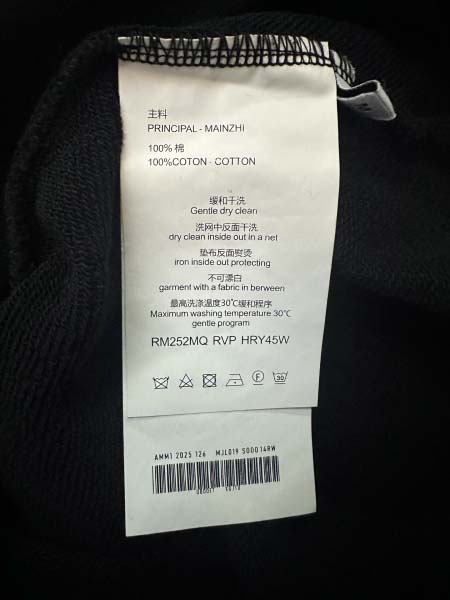 主料
PRINCIPAL - MAINZHI
100% 棉
100%COTON - COTTON
缓和干洗
Gentle dry clean
洗网中反面干洗
dry clean inside out in a net
垫布反面熨烫
iron inside out protecting
不可漂白
garment with a fabric in berween
最高洗涤温度30℃缓和程序
Maximum washing temperature 30℃
gentle program
RM252MQ RVP HRY45W
F
30
AMM1 2025 126 MJL019 S000148W